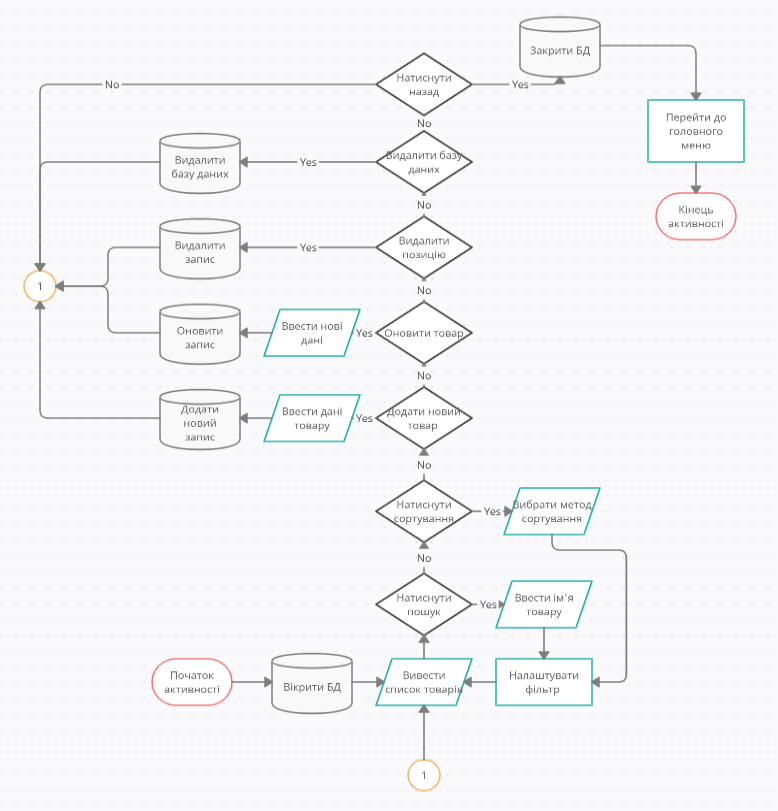 Закрити БД
Натиснути
назад
No
Yes
Перейти до
головного
меню
No
Видалити базу
даних
Yes
Видалити
базу даних
Кінець
активності
No
Видалити
позицію
Yes
Видалити
запис
No
1
Оновити товар
Yes
Ввести нові
дані
Оновити
запис
No
Додати новий
товар
Yes
Ввести дані
товару
Додати
новий
запис
No
Натиснути
сортування
Yes
Вибрати метод
сортування
No
Натиснути
пошук
Yes
Ввести ім'я
товару
Початок
активності
Вікрити БД
Вивести
список товарів
Налаштувати
фільтр
1